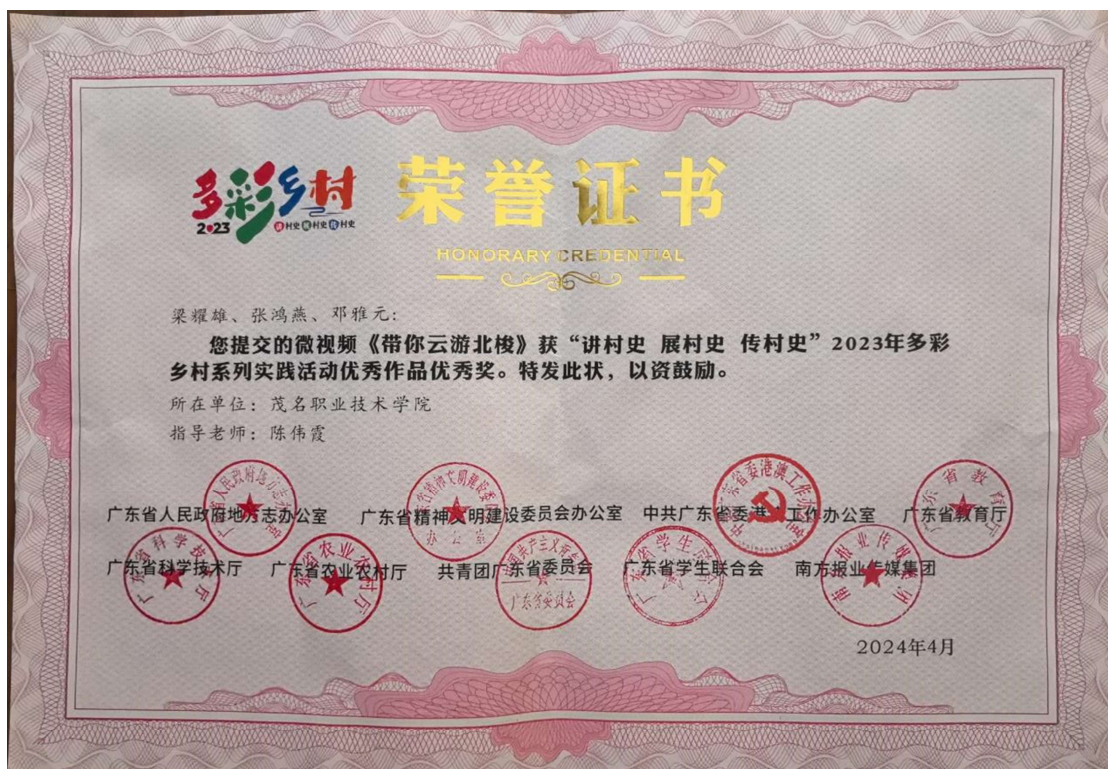 多彩乡村
2023 讲村史 展村史 传村史
荣誉证书
HONORARY CREDENTIAL
梁耀雄、张鸿燕、邓雅元:
您提交的微视频《带你云游北梭》获“讲村史 展村史 传村史”2023年多彩
乡村系列实践活动优秀作品优秀奖。特发此状,以资鼓励。
所在单位:茂名职业技术学院
指导老师:陈伟霞
广东省人民政府地方志办公室 广东省精神文明建设委员会办公室 中共广东省委港澳工作办公室 广东省教育厅
广东省科学技术厅 广东省农业农村厅 共青团广东省委员会 广东省学生联合会 南方报业传媒集团
2024年4月